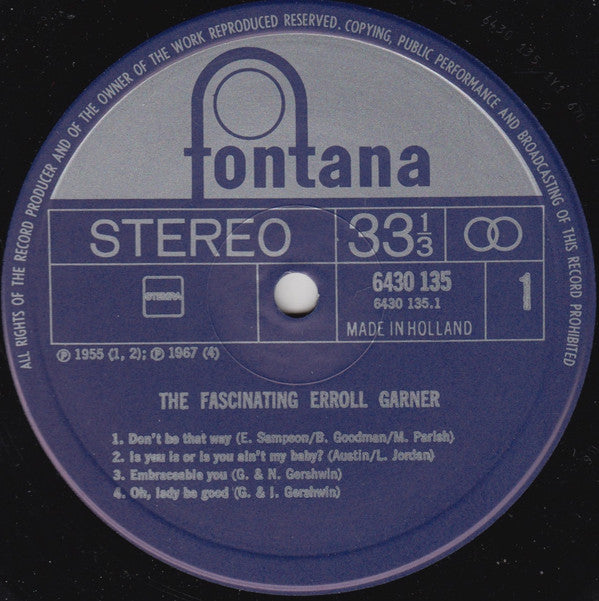 ALL RIGHTS OF THE RECORD PRODUCER AND OF THE OWNER OF THE WORK REPRODUCED RESERVED. COPYING, PUBLIC PERFORMANCE AND BROADCASTING OF THIS RECORD PROHIBITED
fontana
STEREO 33 1/3
STEMRA 6430 135 1
6430 135.1
MADE IN HOLLAND
℗ 1955 (1, 2); ℗ 1967 (4)
THE FASCINATING ERROLL GARNER
1. Don't be that way (E. Sampson/B. Goodman/M. Parish)
2. Is you is or is you ain't my baby? (Austin/L. Jordan)
3. Embraceable you (G. & N. Gershwin)
4. Oh, lady be good (G. & I. Gershwin)